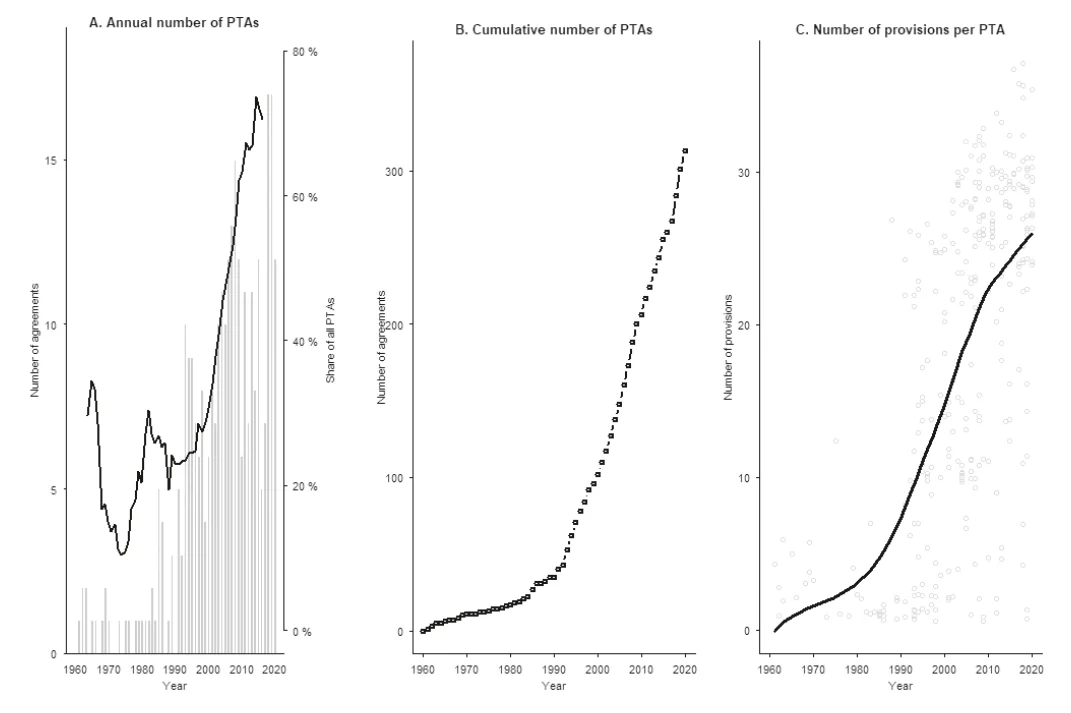 A. Annual number of PTAs
80 %
60 %
40 %
20 %
0 %
15
10
5
0
Number of agreements
Share of all PTAs
1960 1970 1980 1990 2000 2010 2020
Year
B. Cumulative number of PTAs
300
200
100
0
Number of agreements
1960 1970 1980 1990 2000 2010 2020
Year
C. Number of provisions per PTA
30
20
10
0
Number of provisions
1960 1970 1980 1990 2000 2010 2020
Year